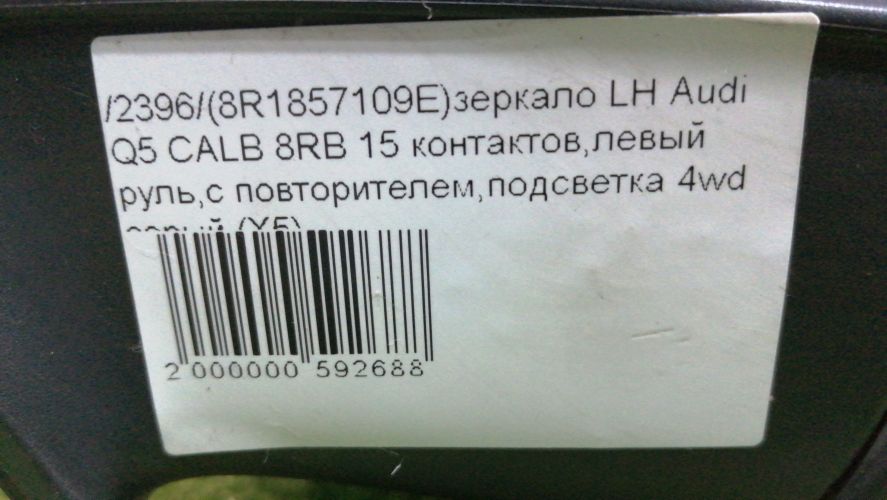 /2396/(8R1857109E)зеркало LH Audi
Q5 CALB 8RB 15 контактов,левый
руль,с повторителем,подсветка 4wd
2 000000 592688